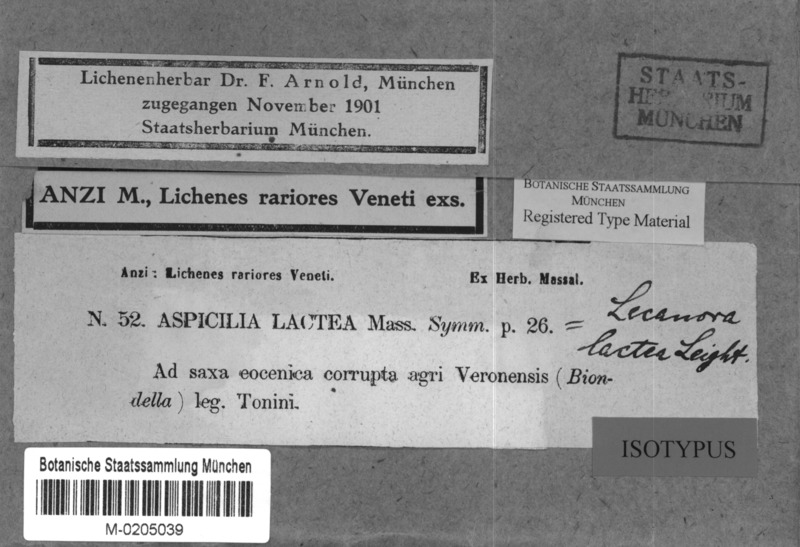 Lichenenherbar Dr. F. Arnold, München
zugegangen November 1901
Staatsherbarium München.
STAATS-
HERBARIUM
MÜNCHEN
ANZI M., Lichenes rariores Veneti exs.
BOTANISCHE STAATSSAMMLUNG
MÜNCHEN
Registered Type Material
Anzi: Lichenes rariores Veneti.
Ex Herb. Massal.
N. 52. ASPICILIA LACTEA Mass. Symm. p. 26. = Lecanora
lactea Leight.
Ad saxa eocenica corrupta agri Veronensis (Bion-
della) leg. Tonini.
ISOTYPUS
Botanische Staatssammlung München
M-0205039